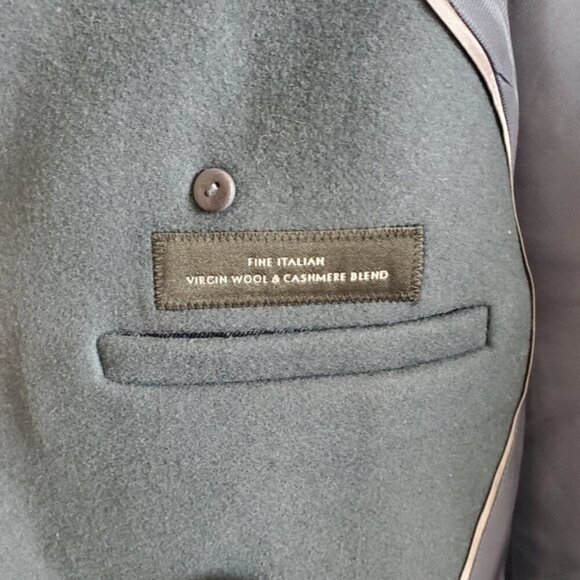 FINE ITALIAN
VIRGIN WOOL & CASHMERE BLEND